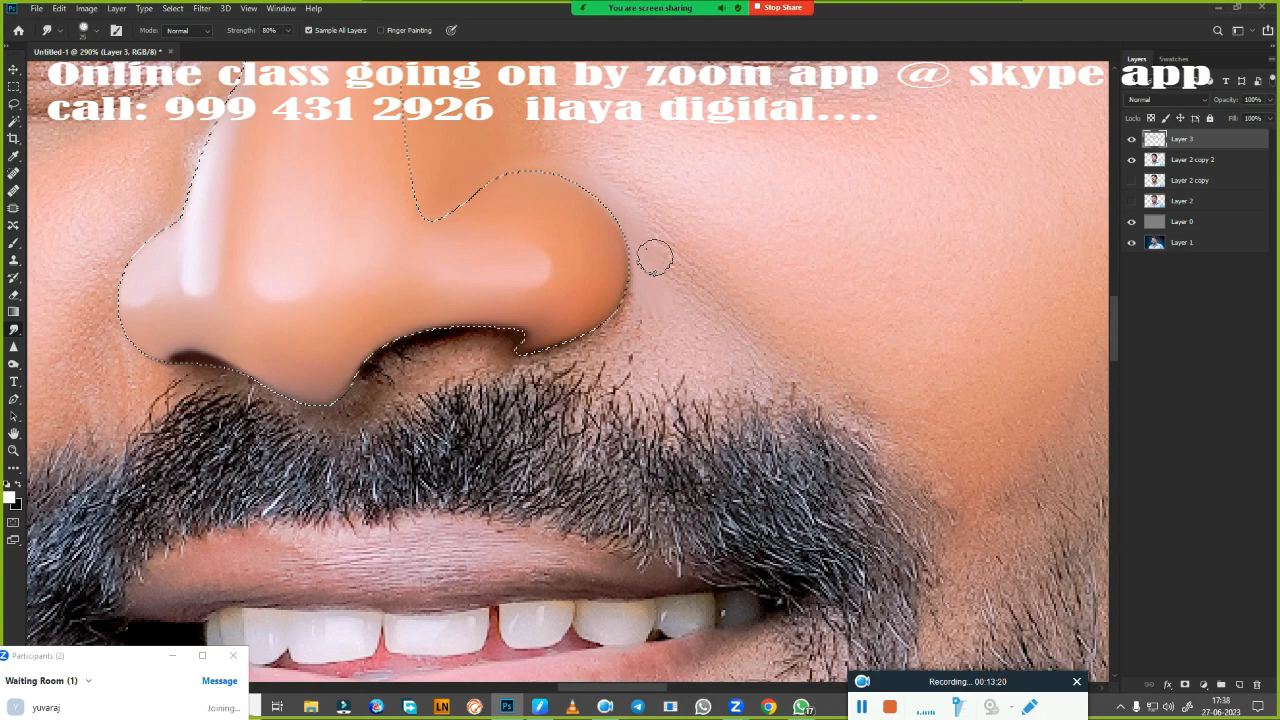 File Edit Image Layer Type Select Filter 3D View Window Help
You are screen sharing Stop Share
Mode: Normal Strength: 80% Sample All Layers Finger Painting
25
Untitled-1 @ 290% (Layer 3, RGB/8) * ×
Online class going on by zoom app @ skype app
call: 999 431 2926 ilaya digital....
Layers Swatches
Normal Opacity: 100%
Lock: Fill: 100%
Layer 3
Layer 2 copy 2
Layer 2 copy
Layer 2
Layer 0
Layer 1
Participants (2)
Waiting Room (1) Message
yuvaraj Joining...
Recording... 00:13:20
17:38
27-06-2023